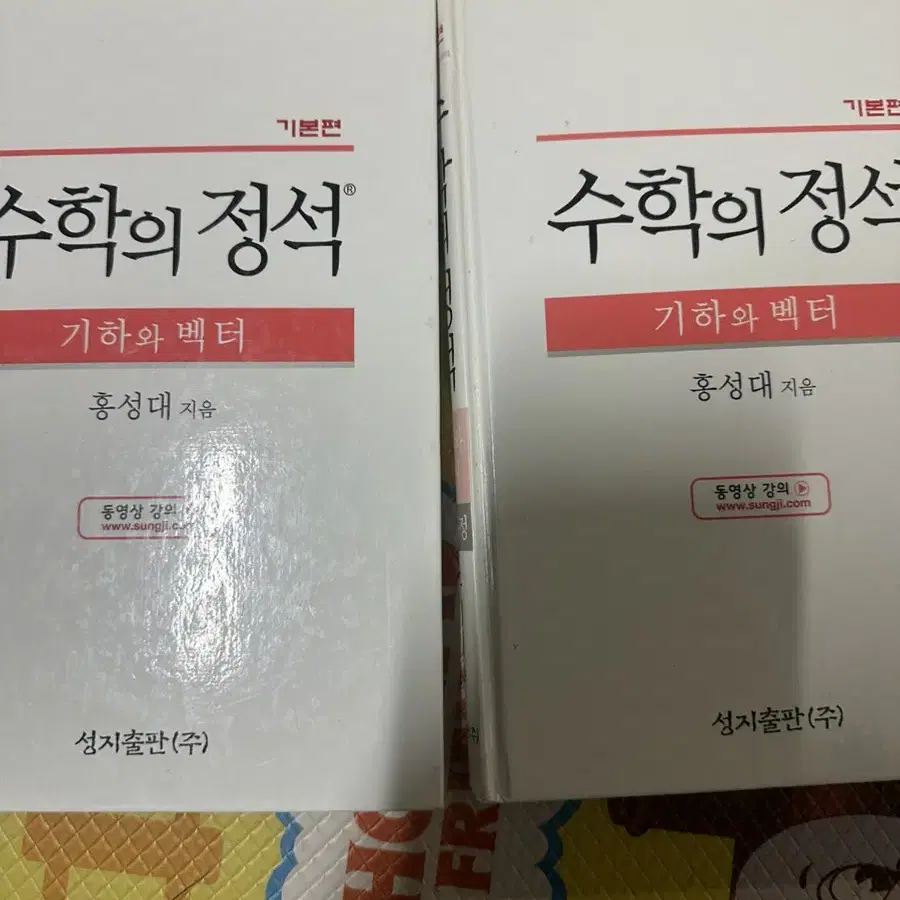 기본편
수학의 정석®
기하와 벡터
홍성대 지음
동영상 강의
www.sungji.c
성지출판(주)
정
기본편
수학의 정석
기하와 벡터
홍성대 지음
동영상 강의
www.sungji.com
성지출판(주)